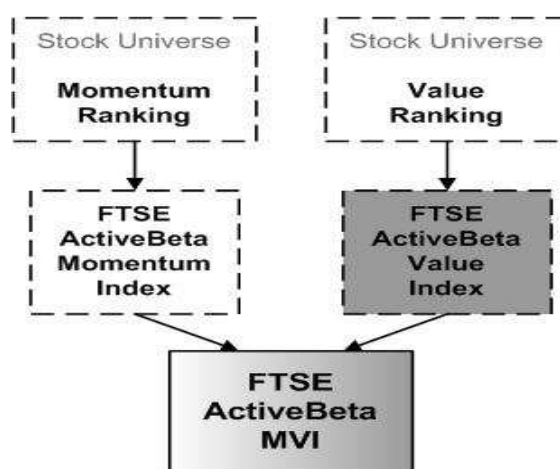 Stock Universe
Momentum
Ranking
Stock Universe
Value
Ranking
FTSE
ActiveBeta
Momentum
Index
FTSE
ActiveBeta
Value
Index
FTSE
ActiveBeta
MVI